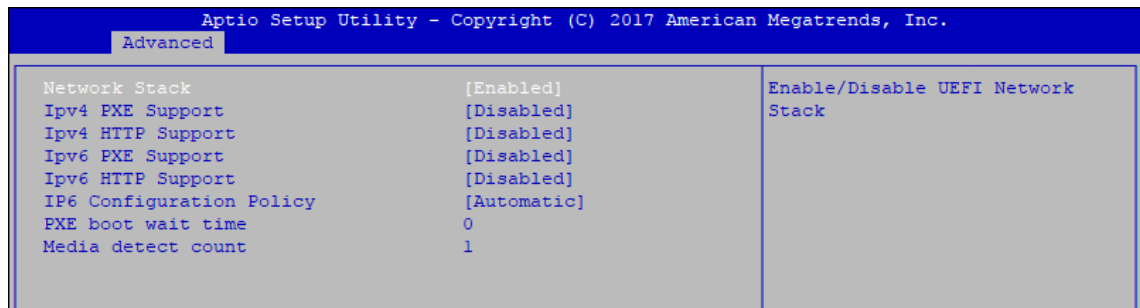 Aptio Setup Utility - Copyright (C) 2017 American Megatrends, Inc.
Advanced
Network Stack [Enabled] Enable/Disable UEFI Network
Ipv4 PXE Support [Disabled] Stack
Ipv4 HTTP Support [Disabled]
Ipv6 PXE Support [Disabled]
Ipv6 HTTP Support [Disabled]
IP6 Configuration Policy [Automatic]
PXE boot wait time 0
Media detect count 1